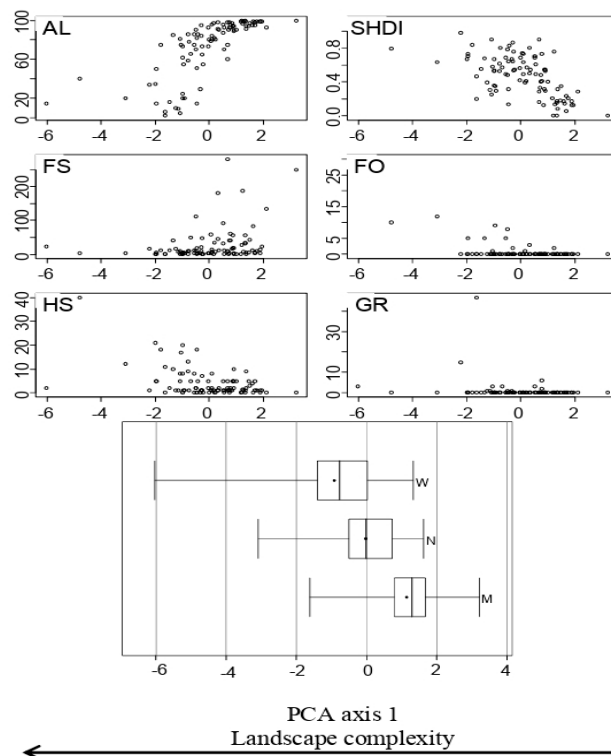 AL
SHDI
0 20 60 100
0.0 0.4 0.8
-6 -4 -2 0 2
-6 -4 -2 0 2
FS
FO
0 100 200
0 5 15 25
-6 -4 -2 0 2
-6 -4 -2 0 2
HS
GR
0 10 20 30 40
0 10 30
-6 -4 -2 0 2
-6 -4 -2 0 2
W
N
M
-6 -4 -2 0 2 4
PCA axis 1
Landscape complexity